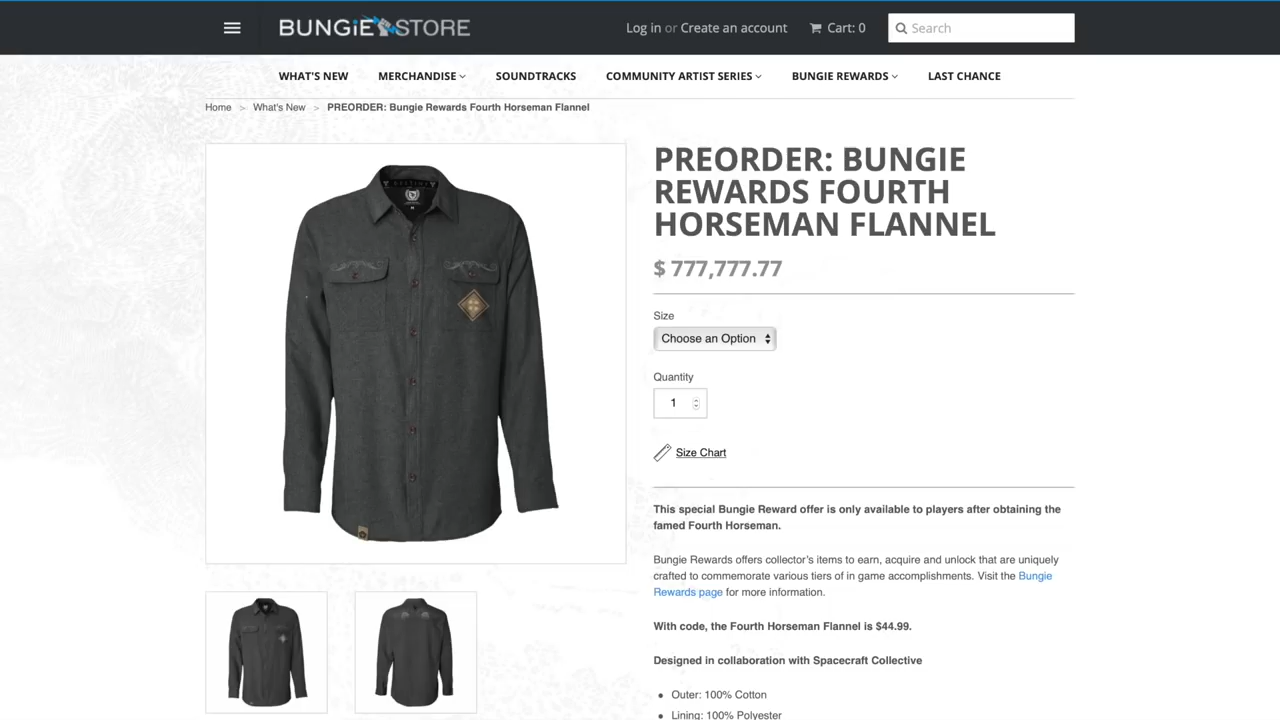 BUNGiE STORE
Log in or Create an account
Cart: 0
Search
WHAT'S NEW
MERCHANDISE
SOUNDTRACKS
COMMUNITY ARTIST SERIES
BUNGIE REWARDS
LAST CHANCE
Home > What's New > PREORDER: Bungie Rewards Fourth Horseman Flannel
DESTINY
PREORDER: BUNGIE
REWARDS FOURTH
HORSEMAN FLANNEL
$ 777,777.77
Size
Choose an Option
Quantity
1
Size Chart
This special Bungie Reward offer is only available to players after obtaining the
famed Fourth Horseman.
Bungie Rewards offers collector's items to earn, acquire and unlock that are uniquely
crafted to commemorate various tiers of in game accomplishments. Visit the Bungie
Rewards page for more information.
With code, the Fourth Horseman Flannel is $44.99.
Designed in collaboration with Spacecraft Collective
• Outer: 100% Cotton
• Lining: 100% Polyester